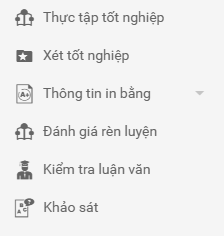 Thực tập tốt nghiệp
Xét tốt nghiệp
Thông tin in bằng
Đánh giá rèn luyện
Kiểm tra luận văn
Khảo sát